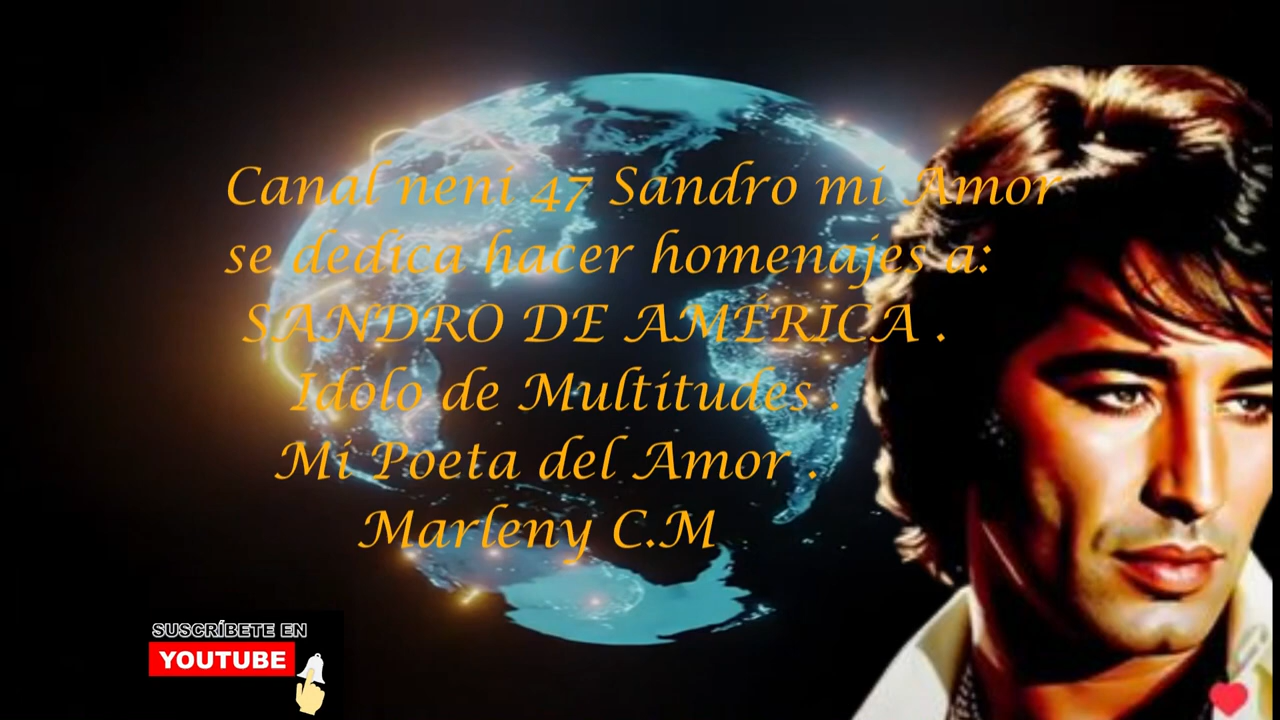 Canal neni 47 Sandro mi Amor
se dedica hacer homenajes a:
SANDRO DE AMÉRICA .
Idolo de Multitudes .
Mi Poeta del Amor .
Marleny C.M
SUSCRÍBETE EN
YOUTUBE